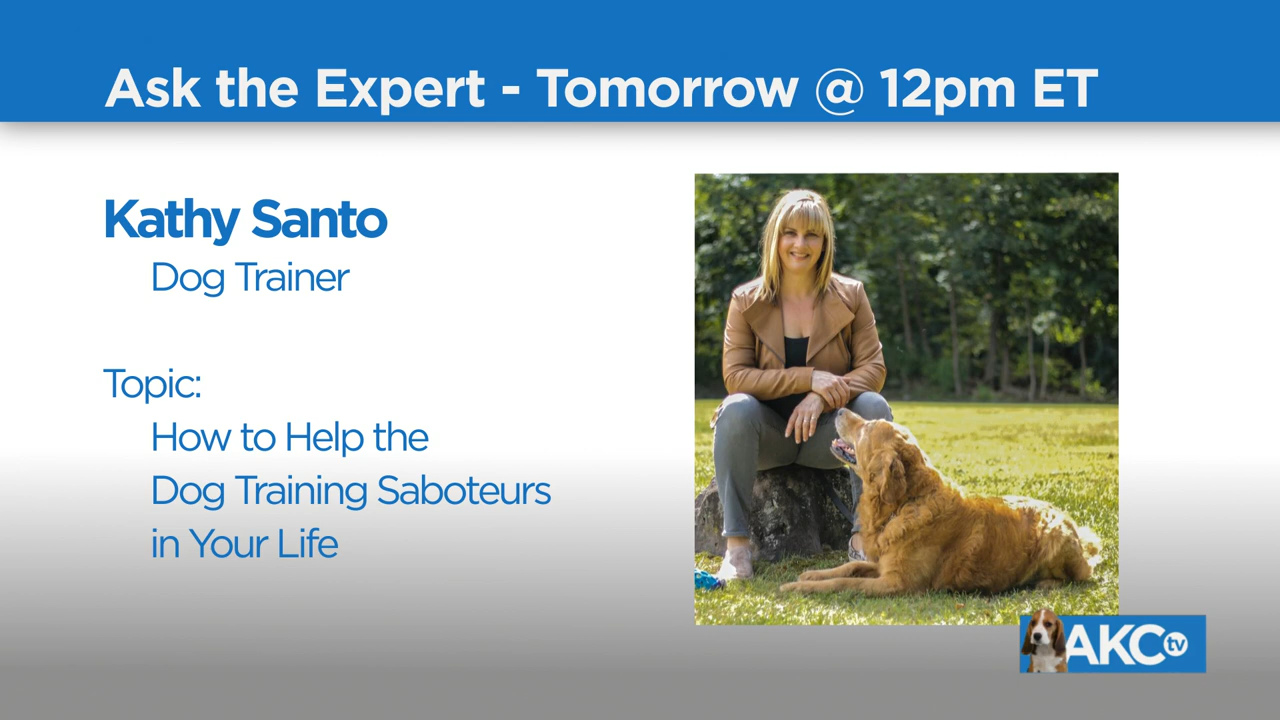 Ask the Expert - Tomorrow @ 12pm ET
Kathy Santo
Dog Trainer
Topic:
How to Help the
Dog Training Saboteurs
in Your Life
AKC tv